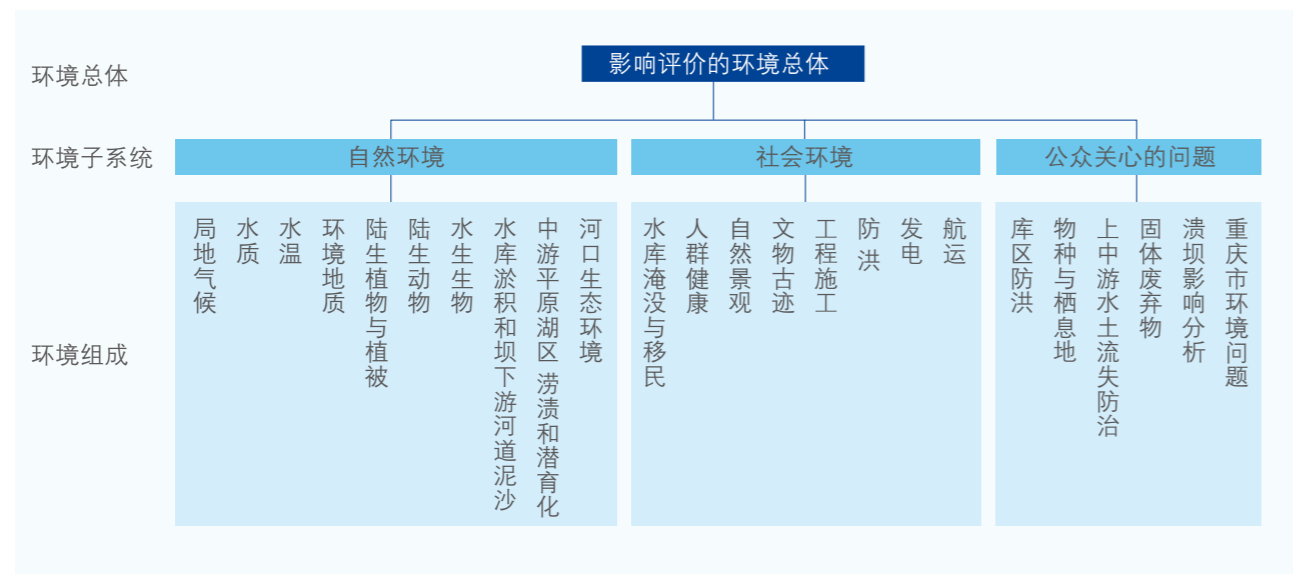 环境总体
影响评价的环境总体
环境子系统
自然环境
社会环境
公众关心的问题
环境组成
局地气候
水质
水温
环境地质
陆生植物与植被
陆生动物
水生生物
水库淤积和坝下游河道泥沙
中游平原湖区 涝渍和潜育化
河口生态环境
水库淹没与移民
人群健康
自然景观
文物古迹
工程施工
防洪
发电
航运
库区防洪
物种与栖息地
上中游水土流失防治
固体废弃物
溃坝影响分析
重庆市环境问题